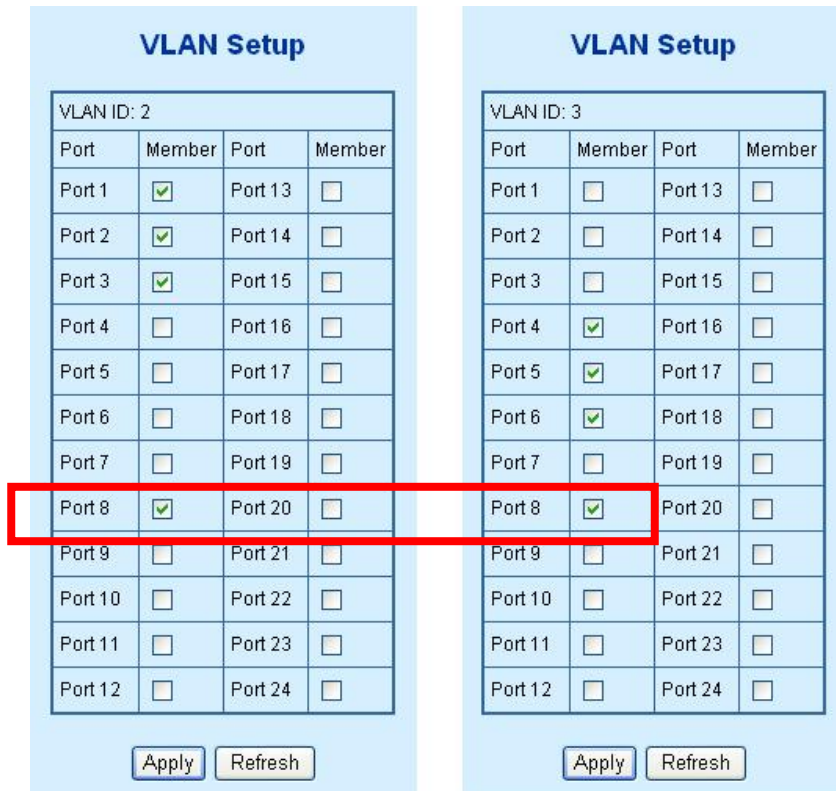 VLAN Setup
VLAN ID: 2
Port Member Port Member
Port 1 Port 13
Port 2 Port 14
Port 3 Port 15
Port 4 Port 16
Port 5 Port 17
Port 6 Port 18
Port 7 Port 19
Port 8 Port 20
Port 9 Port 21
Port 10 Port 22
Port 11 Port 23
Port 12 Port 24
Apply Refresh
VLAN Setup
VLAN ID: 3
Port Member Port Member
Port 1 Port 13
Port 2 Port 14
Port 3 Port 15
Port 4 Port 16
Port 5 Port 17
Port 6 Port 18
Port 7 Port 19
Port 8 Port 20
Port 9 Port 21
Port 10 Port 22
Port 11 Port 23
Port 12 Port 24
Apply Refresh